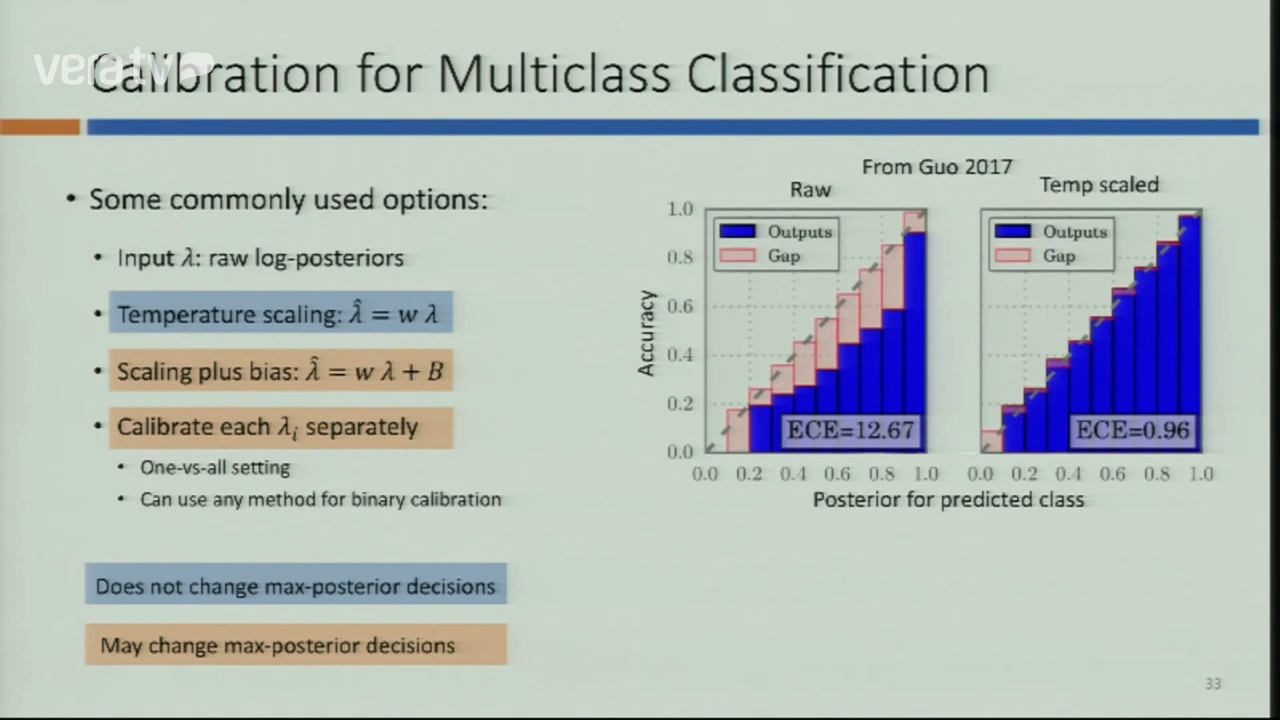 vera tv
Calibration for Multiclass Classification
• Some commonly used options:
• Input λ: raw log-posteriors
• Temperature scaling: λ̂ = w λ
• Scaling plus bias: λ̂ = w λ + B
• Calibrate each λᵢ separately
• One-vs-all setting
• Can use any method for binary calibration
Does not change max-posterior decisions
May change max-posterior decisions
From Guo 2017
Raw
Temp scaled
Accuracy
1.0
0.8
0.6
0.4
0.2
0.0
Outputs
Gap
ECE=12.67
0.0 0.2 0.4 0.6 0.8 1.0
Outputs
Gap
ECE=0.96
0.0 0.2 0.4 0.6 0.8 1.0
Posterior for predicted class
33